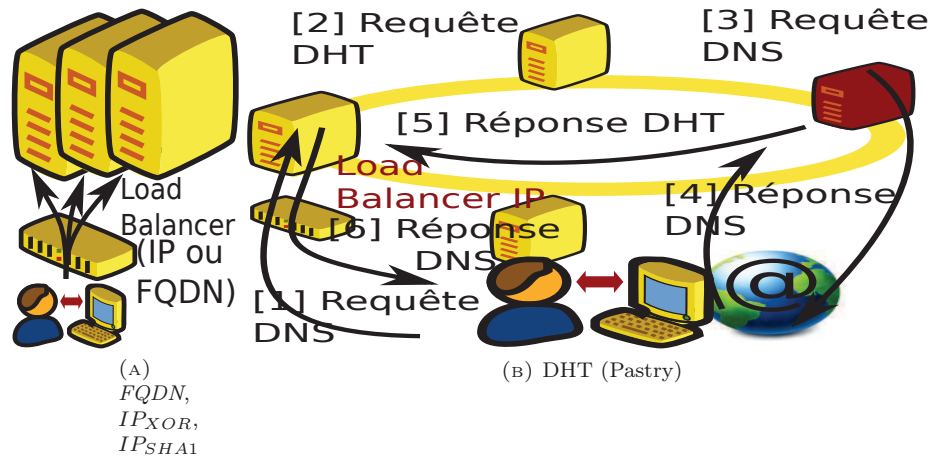 [2] Requête
DHT
[3] Requête
DNS
[5] Réponse DHT
Load
Balancer
(IP ou
FQDN)
Load
Balancer IP
[4] Réponse
DNS
[6] Réponse
DNS
[1] Requête
DNS
@
(A)
FQDN,
IP_XOR,
IP_SHA1
(B) DHT (Pastry)